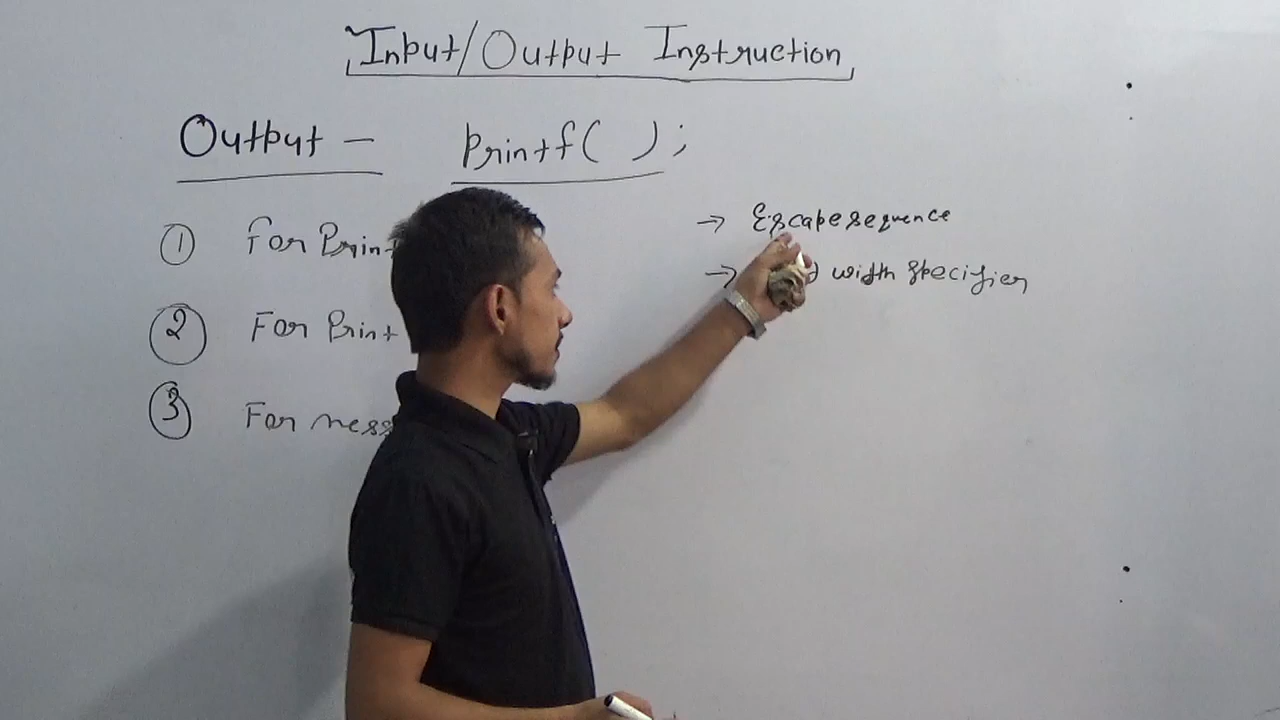 Input/Output Instruction
Output - printf( );
① for Print
② For Print
③ For mess
→ Escape sequence
→ width specifier